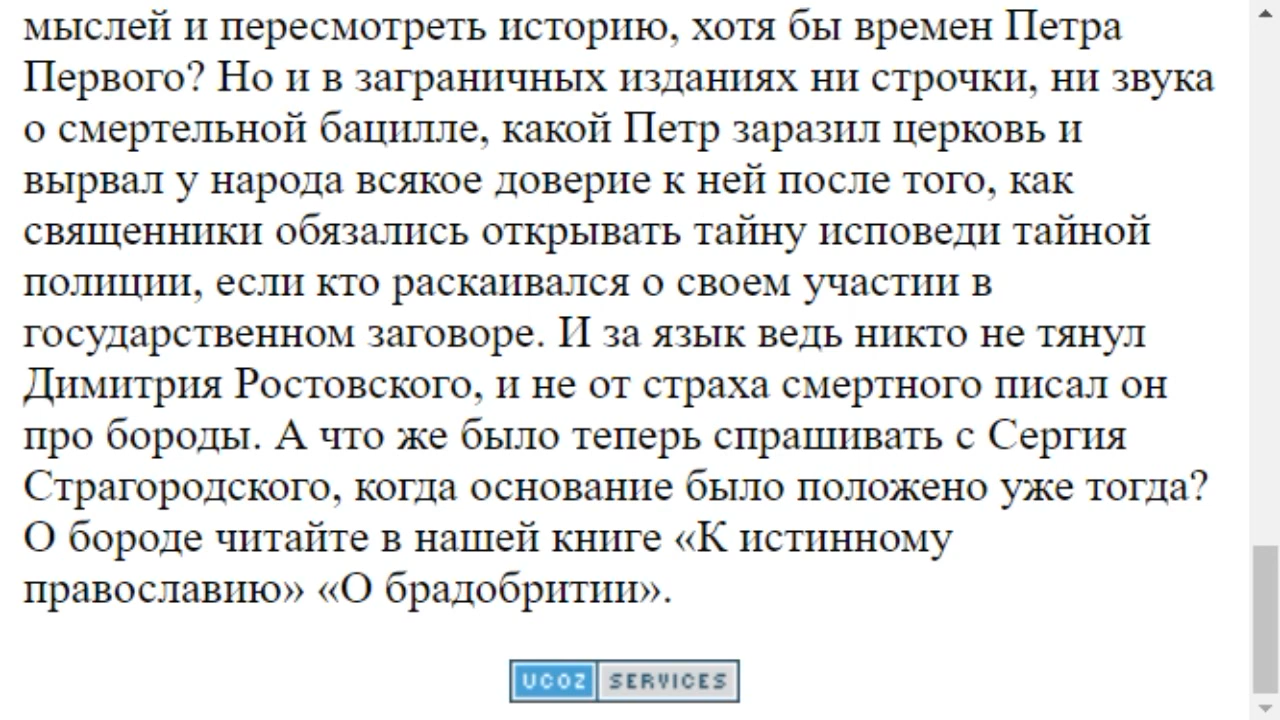 мыслей и пересмотреть историю, хотя бы времен Петра
Первого? Но и в заграничных изданиях ни строчки, ни звука
о смертельной бацилле, какой Петр заразил церковь и
вырвал у народа всякое доверие к ней после того, как
священники обязались открывать тайну исповеди тайной
полиции, если кто раскаивался о своем участии в
государственном заговоре. И за язык ведь никто не тянул
Димитрия Ростовского, и не от страха смертного писал он
про бороды. А что же было теперь спрашивать с Сергия
Страгородского, когда основание было положено уже тогда?
О бороде читайте в нашей книге «К истинному
православию» «О брадобритии».
UCOZ SERVICES